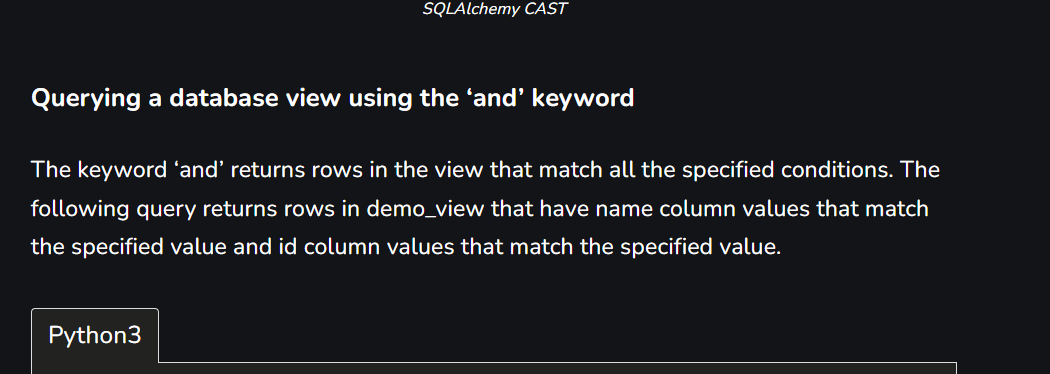 SQLAlchemy CAST
Querying a database view using the ‘and’ keyword
The keyword ‘and’ returns rows in the view that match all the specified conditions. The
following query returns rows in demo_view that have name column values that match
the specified value and id column values that match the specified value.
Python3